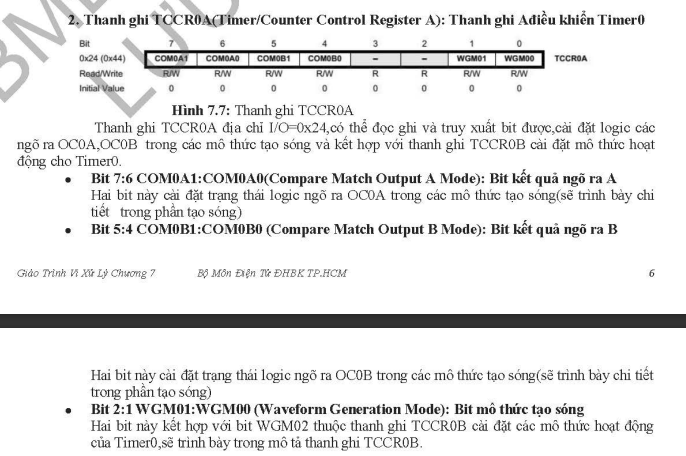 2. Thanh ghi TCCR0A(Timer/Counter Control Register A): Thanh ghi Ađiều khiển Timer0
Bit 7 6 5 4 3 2 1 0
0x24 (0x44) COM0A1 COM0A0 COM0B1 COM0B0 – – WGM01 WGM00 TCCR0A
Read/Write R/W R/W R/W R/W R R R/W R/W
Initial Value 0 0 0 0 0 0 0 0
Hình 7.7: Thanh ghi TCCR0A
Thanh ghi TCCR0A địa chỉ I/O=0x24,có thể đọc ghi và truy xuất bit được,cài đặt logic các
ngõ ra OC0A,OC0B trong các mô thức tạo sóng và kết hợp với thanh ghi TCCR0B cài đặt mô thức hoạt
động cho Timer0.
• Bit 7:6 COM0A1:COM0A0(Compare Match Output A Mode): Bit kết quả ngõ ra A
Hai bit này cài đặt trạng thái logic ngõ ra OC0A trong các mô thức tạo sóng(sẽ trình bày chi
tiết trong phần tạo sóng)
• Bit 5:4 COM0B1:COM0B0 (Compare Match Output B Mode): Bit kết quả ngõ ra B
Giáo Trình Vi Xử Lý Chương 7 Bộ Môn Điện Tử ĐHBK TP.HCM 6
Hai bit này cài đặt trạng thái logic ngõ ra OC0B trong các mô thức tạo sóng(sẽ trình bày chi tiết
trong phần tạo sóng)
• Bit 2:1 WGM01:WGM00 (Waveform Generation Mode): Bit mô thức tạo sóng
Hai bit này kết hợp với bit WGM02 thuộc thanh ghi TCCR0B cài đặt các mô thức hoạt động
của Timer0,sẽ trình bày trong mô tả thanh ghi TCCR0B.